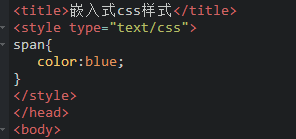 <title>嵌入式css样式</title>
<style type="text/css">
span{
color:blue;
}
</style>
</head>
<body>